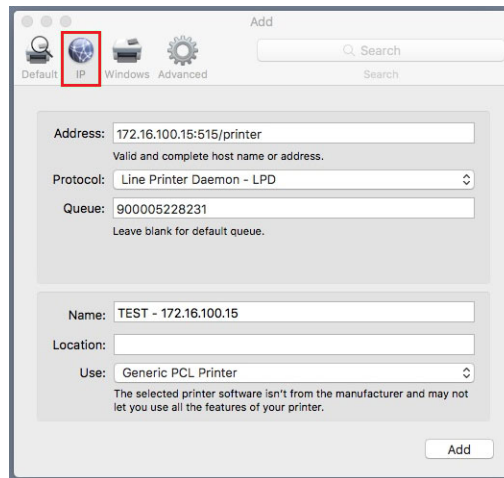 Add
Default IP Windows Advanced
Search
Search
Address: 172.16.100.15:515/printer
Valid and complete host name or address.
Protocol: Line Printer Daemon - LPD
Queue: 900005228231
Leave blank for default queue.
Name: TEST - 172.16.100.15
Location:
Use: Generic PCL Printer
The selected printer software isn't from the manufacturer and may not
let you use all the features of your printer.
Add